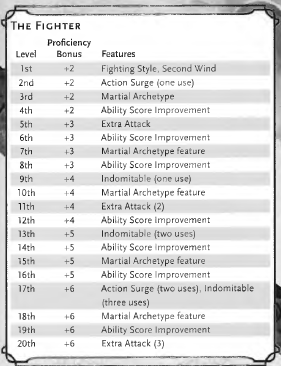 THE FIGHTER
Proficiency
Level Bonus Features
1st +2 Fighting Style, Second Wind
2nd +2 Action Surge (one use)
3rd +2 Martial Archetype
4th +2 Ability Score Improvement
5th +3 Extra Attack
6th +3 Ability Score Improvement
7th +3 Martial Archetype feature
8th +3 Ability Score Improvement
9th +4 Indomitable (one use)
10th +4 Martial Archetype feature
11th +4 Extra Attack (2)
12th +4 Ability Score Improvement
13th +5 Indomitable (two uses)
14th +5 Ability Score Improvement
15th +5 Martial Archetype feature
16th +5 Ability Score Improvement
17th +6 Action Surge (two uses), Indomitable
(three uses)
18th +6 Martial Archetype feature
19th +6 Ability Score Improvement
20th +6 Extra Attack (3)